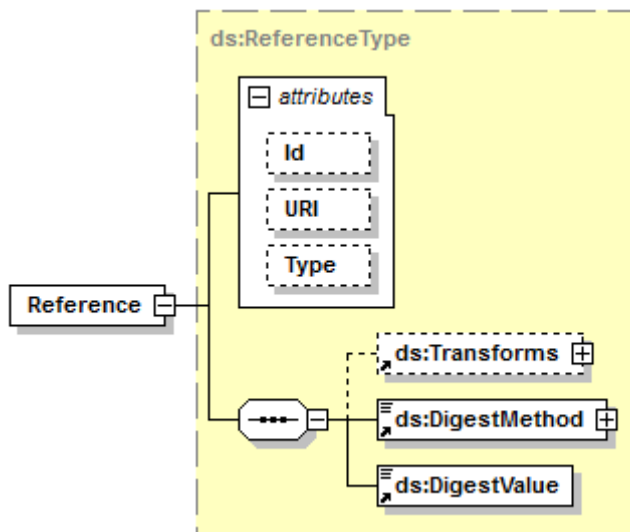 ds:ReferenceType
attributes
Id
URI
Type
Reference
ds:Transforms
ds:DigestMethod
ds:DigestValue